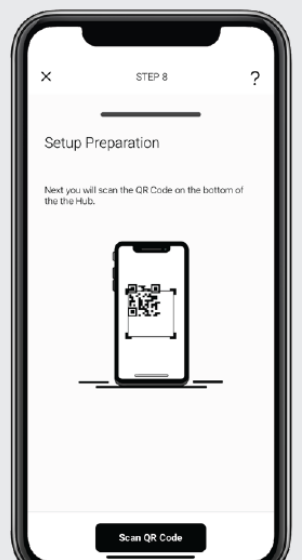 STEP 8
?
Setup Preparation
Next you will scan the QR Code on the bottom of
the the Hub.
Scan QR Code